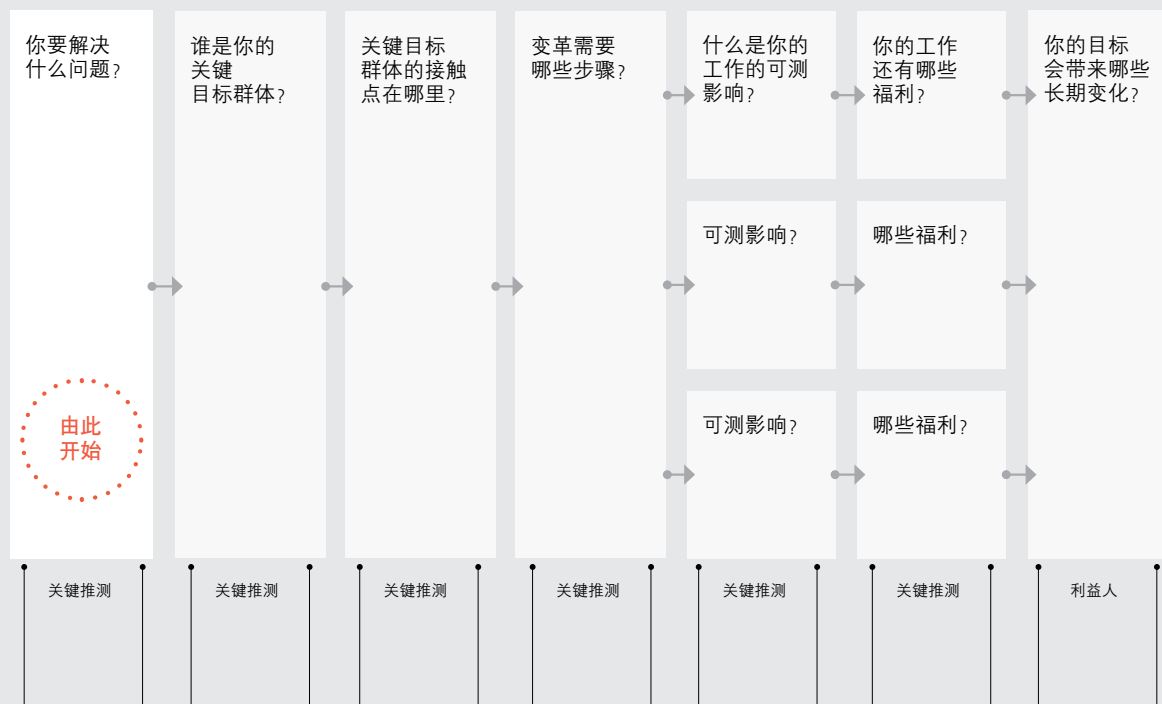 你要解决
什么问题?
谁是你的
关键
目标群体?
关键目标
群体的接触
点在哪里?
变革需要
哪些步骤?
什么是你的
工作的可测
影响?
你的工作
还有哪些
福利?
你的目标
会带来哪些
长期变化?
可测影响?
哪些福利?
可测影响?
哪些福利?
由此
开始
关键推测
关键推测
关键推测
关键推测
关键推测
关键推测
利益人